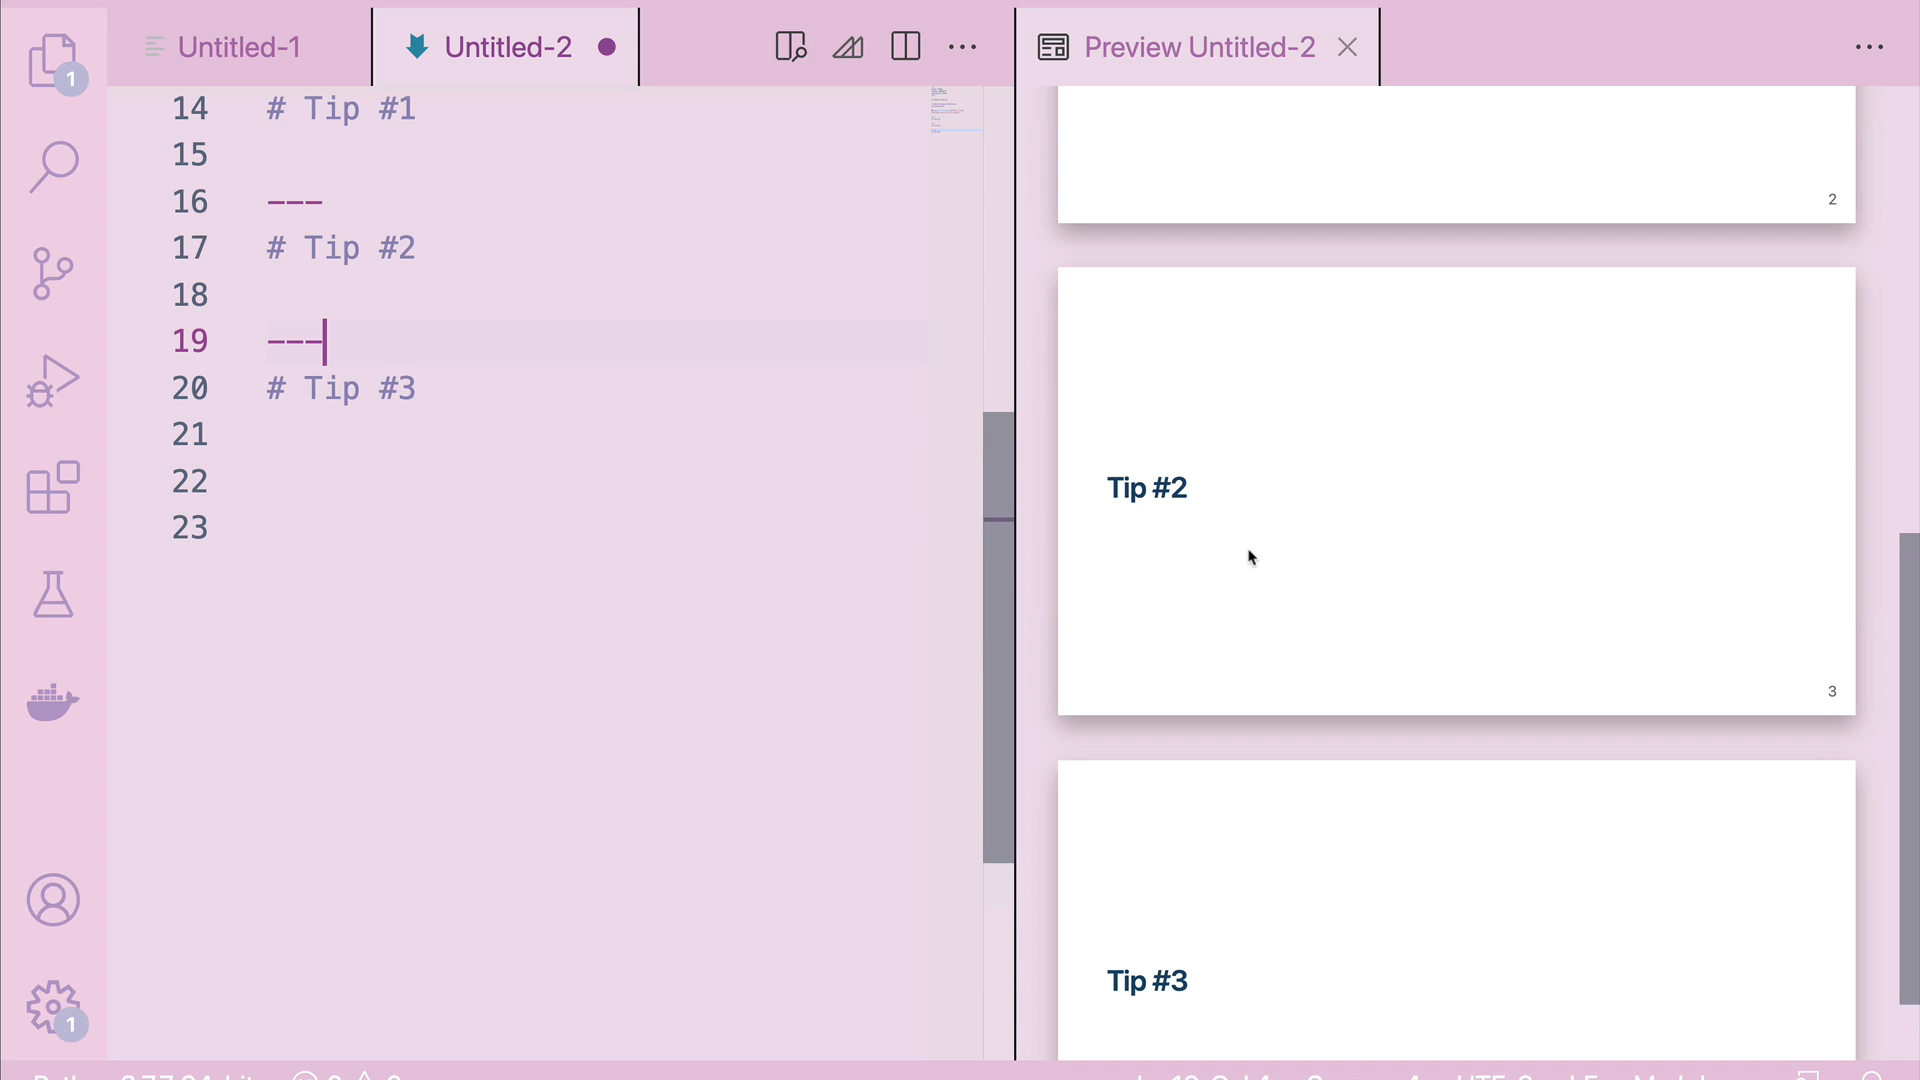 Untitled-1
Untitled-2
Preview Untitled-2
1
14 # Tip #1
15
16 ---
17 # Tip #2
18
19 ---
20 # Tip #3
21
22
23
1
2
Tip #2
3
Tip #3